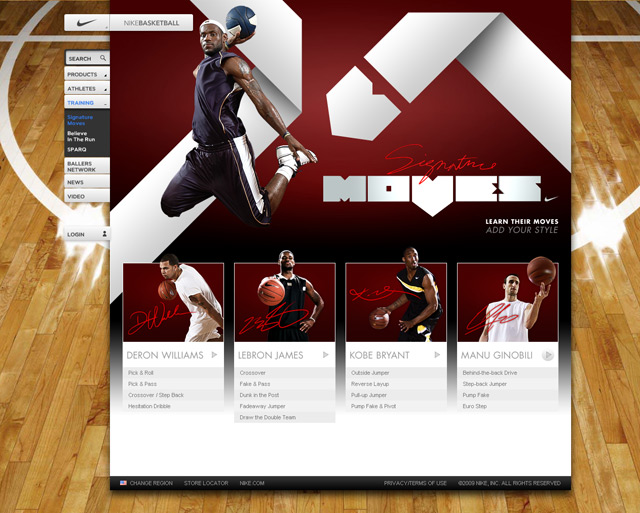 NIKEBASKETBALL
SEARCH
PRODUCTS
ATHLETES
TRAINING
Signature
Moves
Believe
In The Run
SPARQ
BALLERS
NETWORK
NEWS
VIDEO
LOGIN
Signature
MOVES
LEARN THEIR MOVES
ADD YOUR STYLE
DERON WILLIAMS
Pick & Roll
Pick & Pass
Crossover / Step Back
Hesitation Dribble
LEBRON JAMES
Crossover
Fake & Pass
Dunk in the Post
Fadeaway Jumper
Draw the Double Team
KOBE BRYANT
Outside Jumper
Reverse Layup
Pull-up Jumper
Pump Fake & Pivot
MANU GINOBILI
Behind-the-back Drive
Step-back Jumper
Pump Fake
Euro Step
CHANGE REGION STORE LOCATOR NIKE.COM PRIVACY/TERMS OF USE ©2009 NIKE, INC. ALL RIGHTS RESERVED